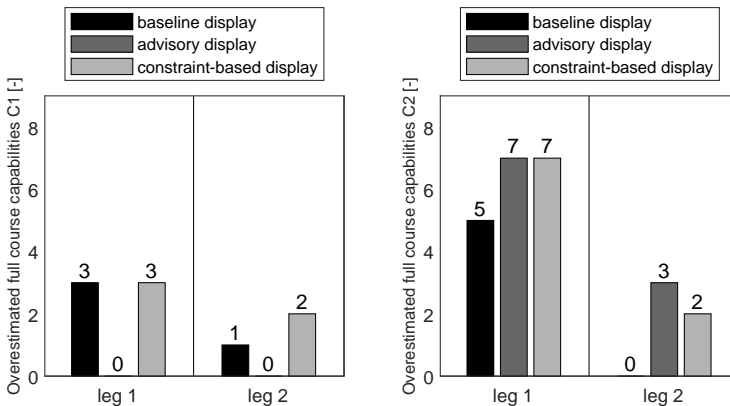 baseline display
advisory display
constraint-based display
Overestimated full course capabilities C1 [-]
8
6
4
2
0
3
0
3
1
0
2
leg 1
leg 2
baseline display
advisory display
constraint-based display
Overestimated full course capabilities C2 [-]
8
6
4
2
0
5
7
7
0
3
2
leg 1
leg 2